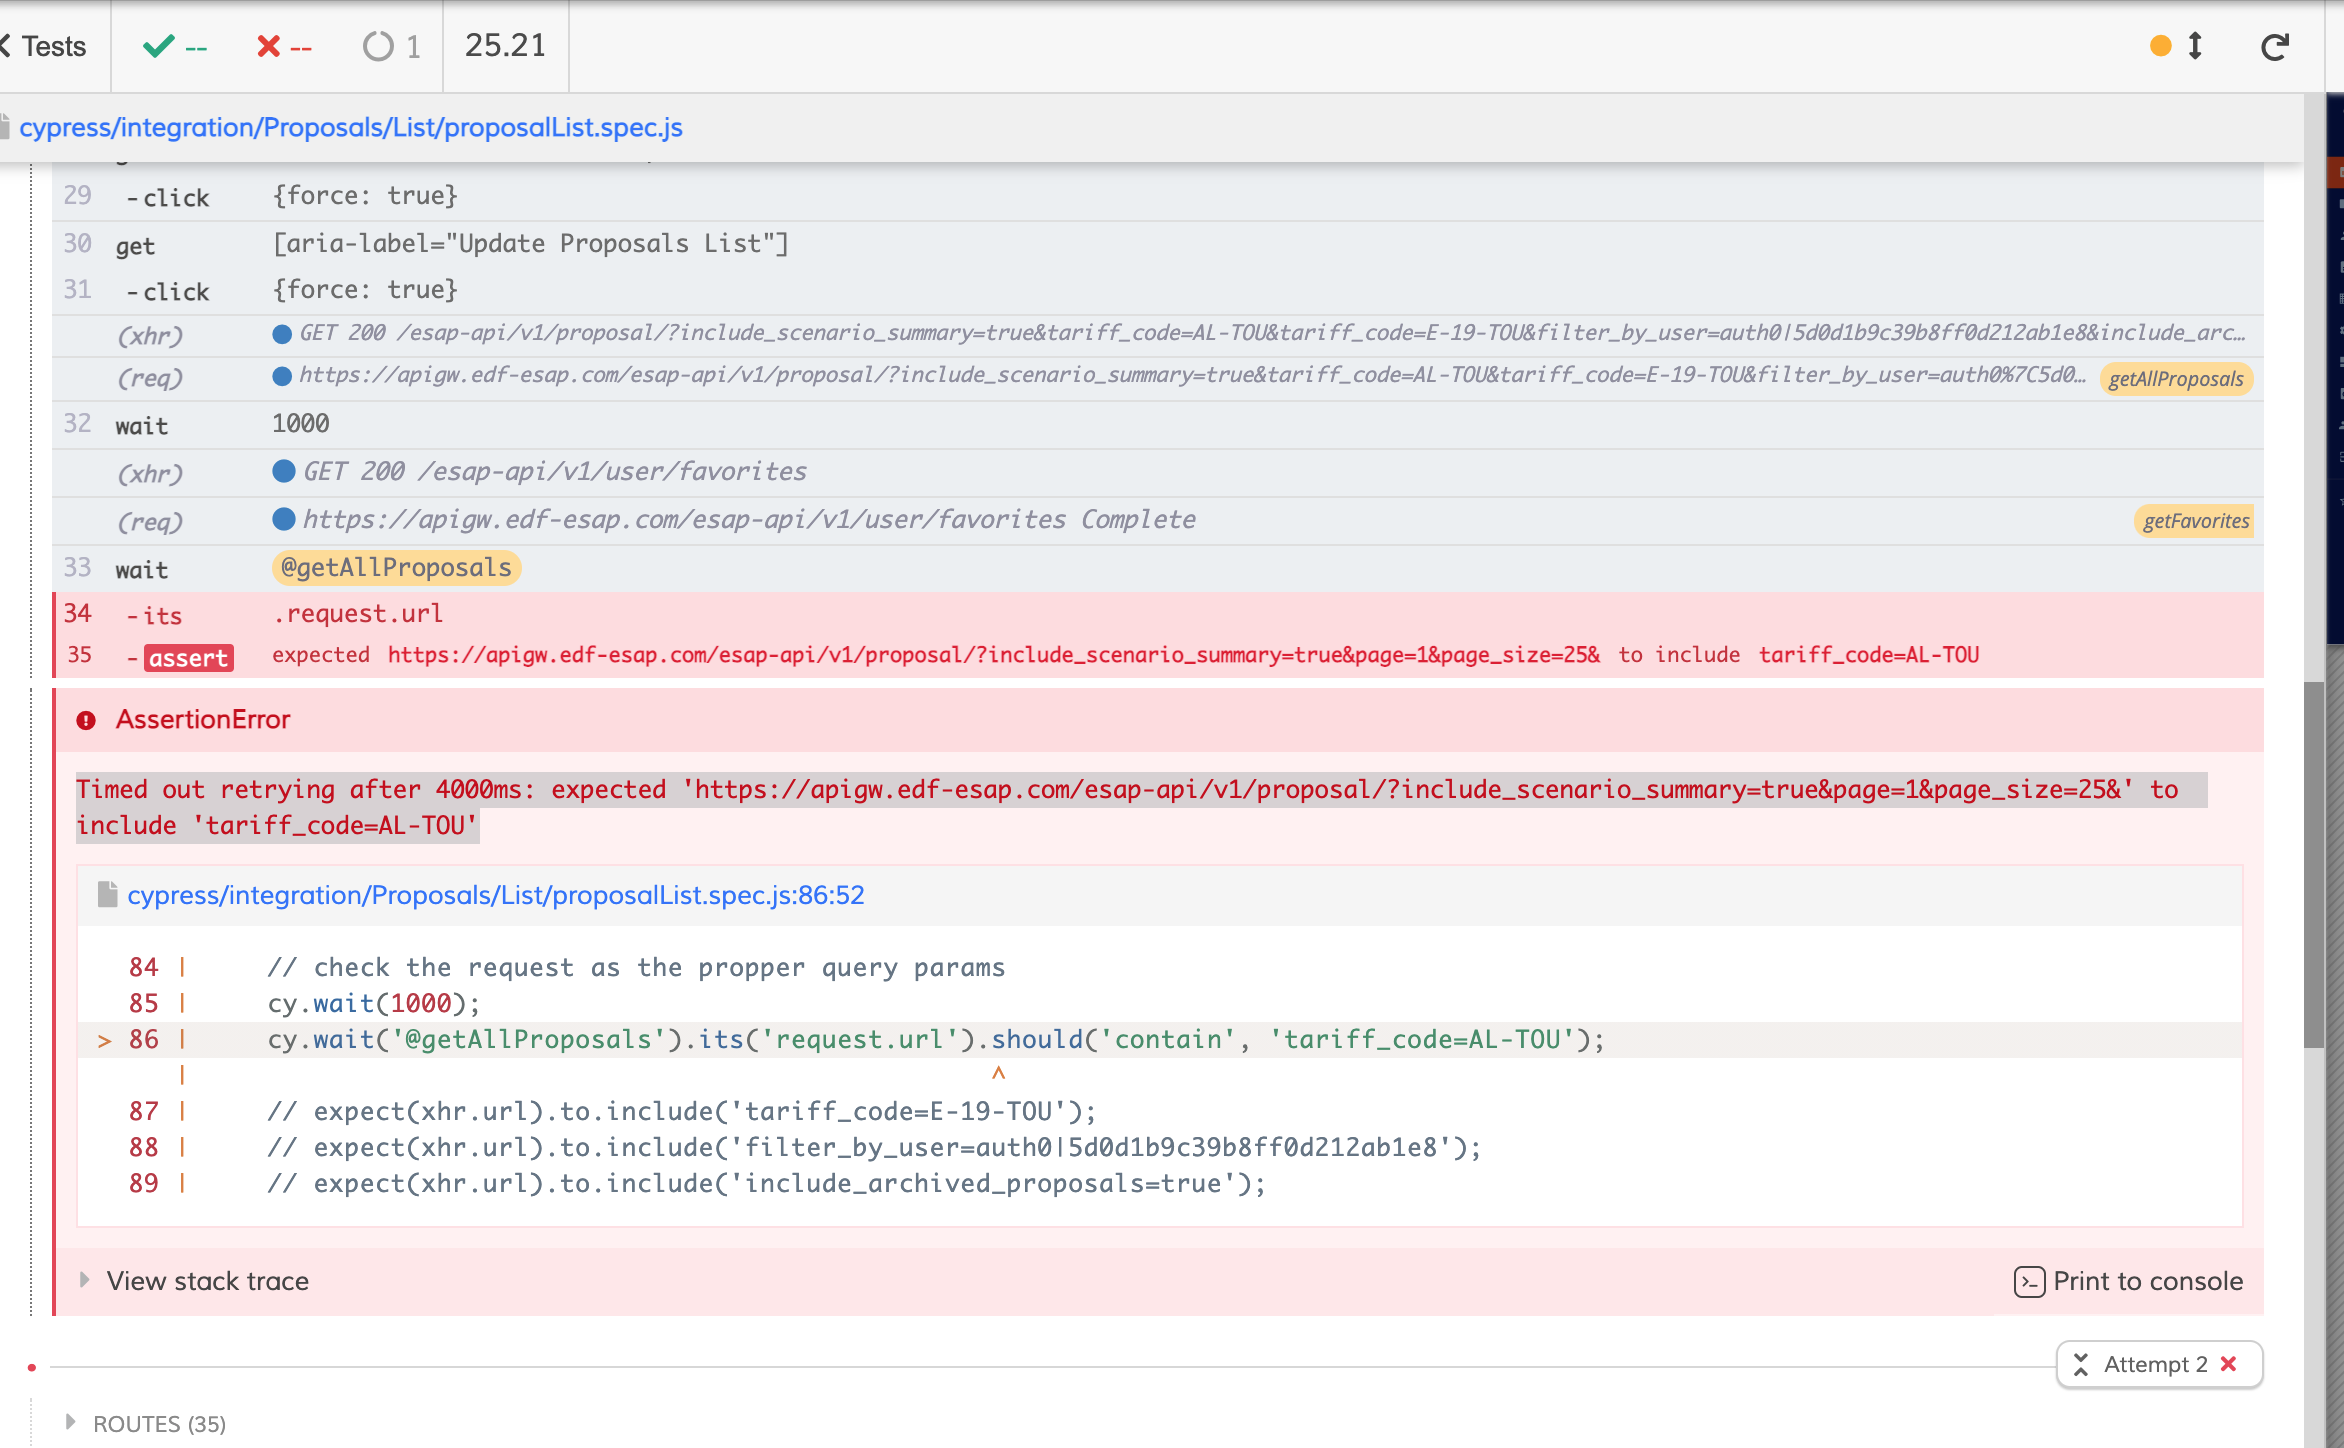 Tests -- -- 1 25.21
cypress/integration/Proposals/List/proposalList.spec.js
29 -click {force: true}
30 get [aria-label="Update Proposals List"]
31 -click {force: true}
(xhr) GET 200 /esap-api/v1/proposal/?include_scenario_summary=true&tariff_code=AL-TOU&tariff_code=E-19-TOU&filter_by_user=auth0|5d0d1b9c39b8ff0d212ab1e8&include_arc…
(req) https://apigw.edf-esap.com/esap-api/v1/proposal/?include_scenario_summary=true&tariff_code=AL-TOU&tariff_code=E-19-TOU&filter_by_user=auth0%7C5d0… getAllProposals
32 wait 1000
(xhr) GET 200 /esap-api/v1/user/favorites
(req) https://apigw.edf-esap.com/esap-api/v1/user/favorites Complete getFavorites
33 wait @getAllProposals
34 -its .request.url
35 -assert expected https://apigw.edf-esap.com/esap-api/v1/proposal/?include_scenario_summary=true&page=1&page_size=25& to include tariff_code=AL-TOU
AssertionError
Timed out retrying after 4000ms: expected 'https://apigw.edf-esap.com/esap-api/v1/proposal/?include_scenario_summary=true&page=1&page_size=25&' to
include 'tariff_code=AL-TOU'
cypress/integration/Proposals/List/proposalList.spec.js:86:52
84 | // check the request as the propper query params
85 | cy.wait(1000);
> 86 | cy.wait('@getAllProposals').its('request.url').should('contain', 'tariff_code=AL-TOU');
| ^
87 | // expect(xhr.url).to.include('tariff_code=E-19-TOU');
88 | // expect(xhr.url).to.include('filter_by_user=auth0|5d0d1b9c39b8ff0d212ab1e8');
89 | // expect(xhr.url).to.include('include_archived_proposals=true');
View stack trace Print to console
Attempt 2
ROUTES (35)